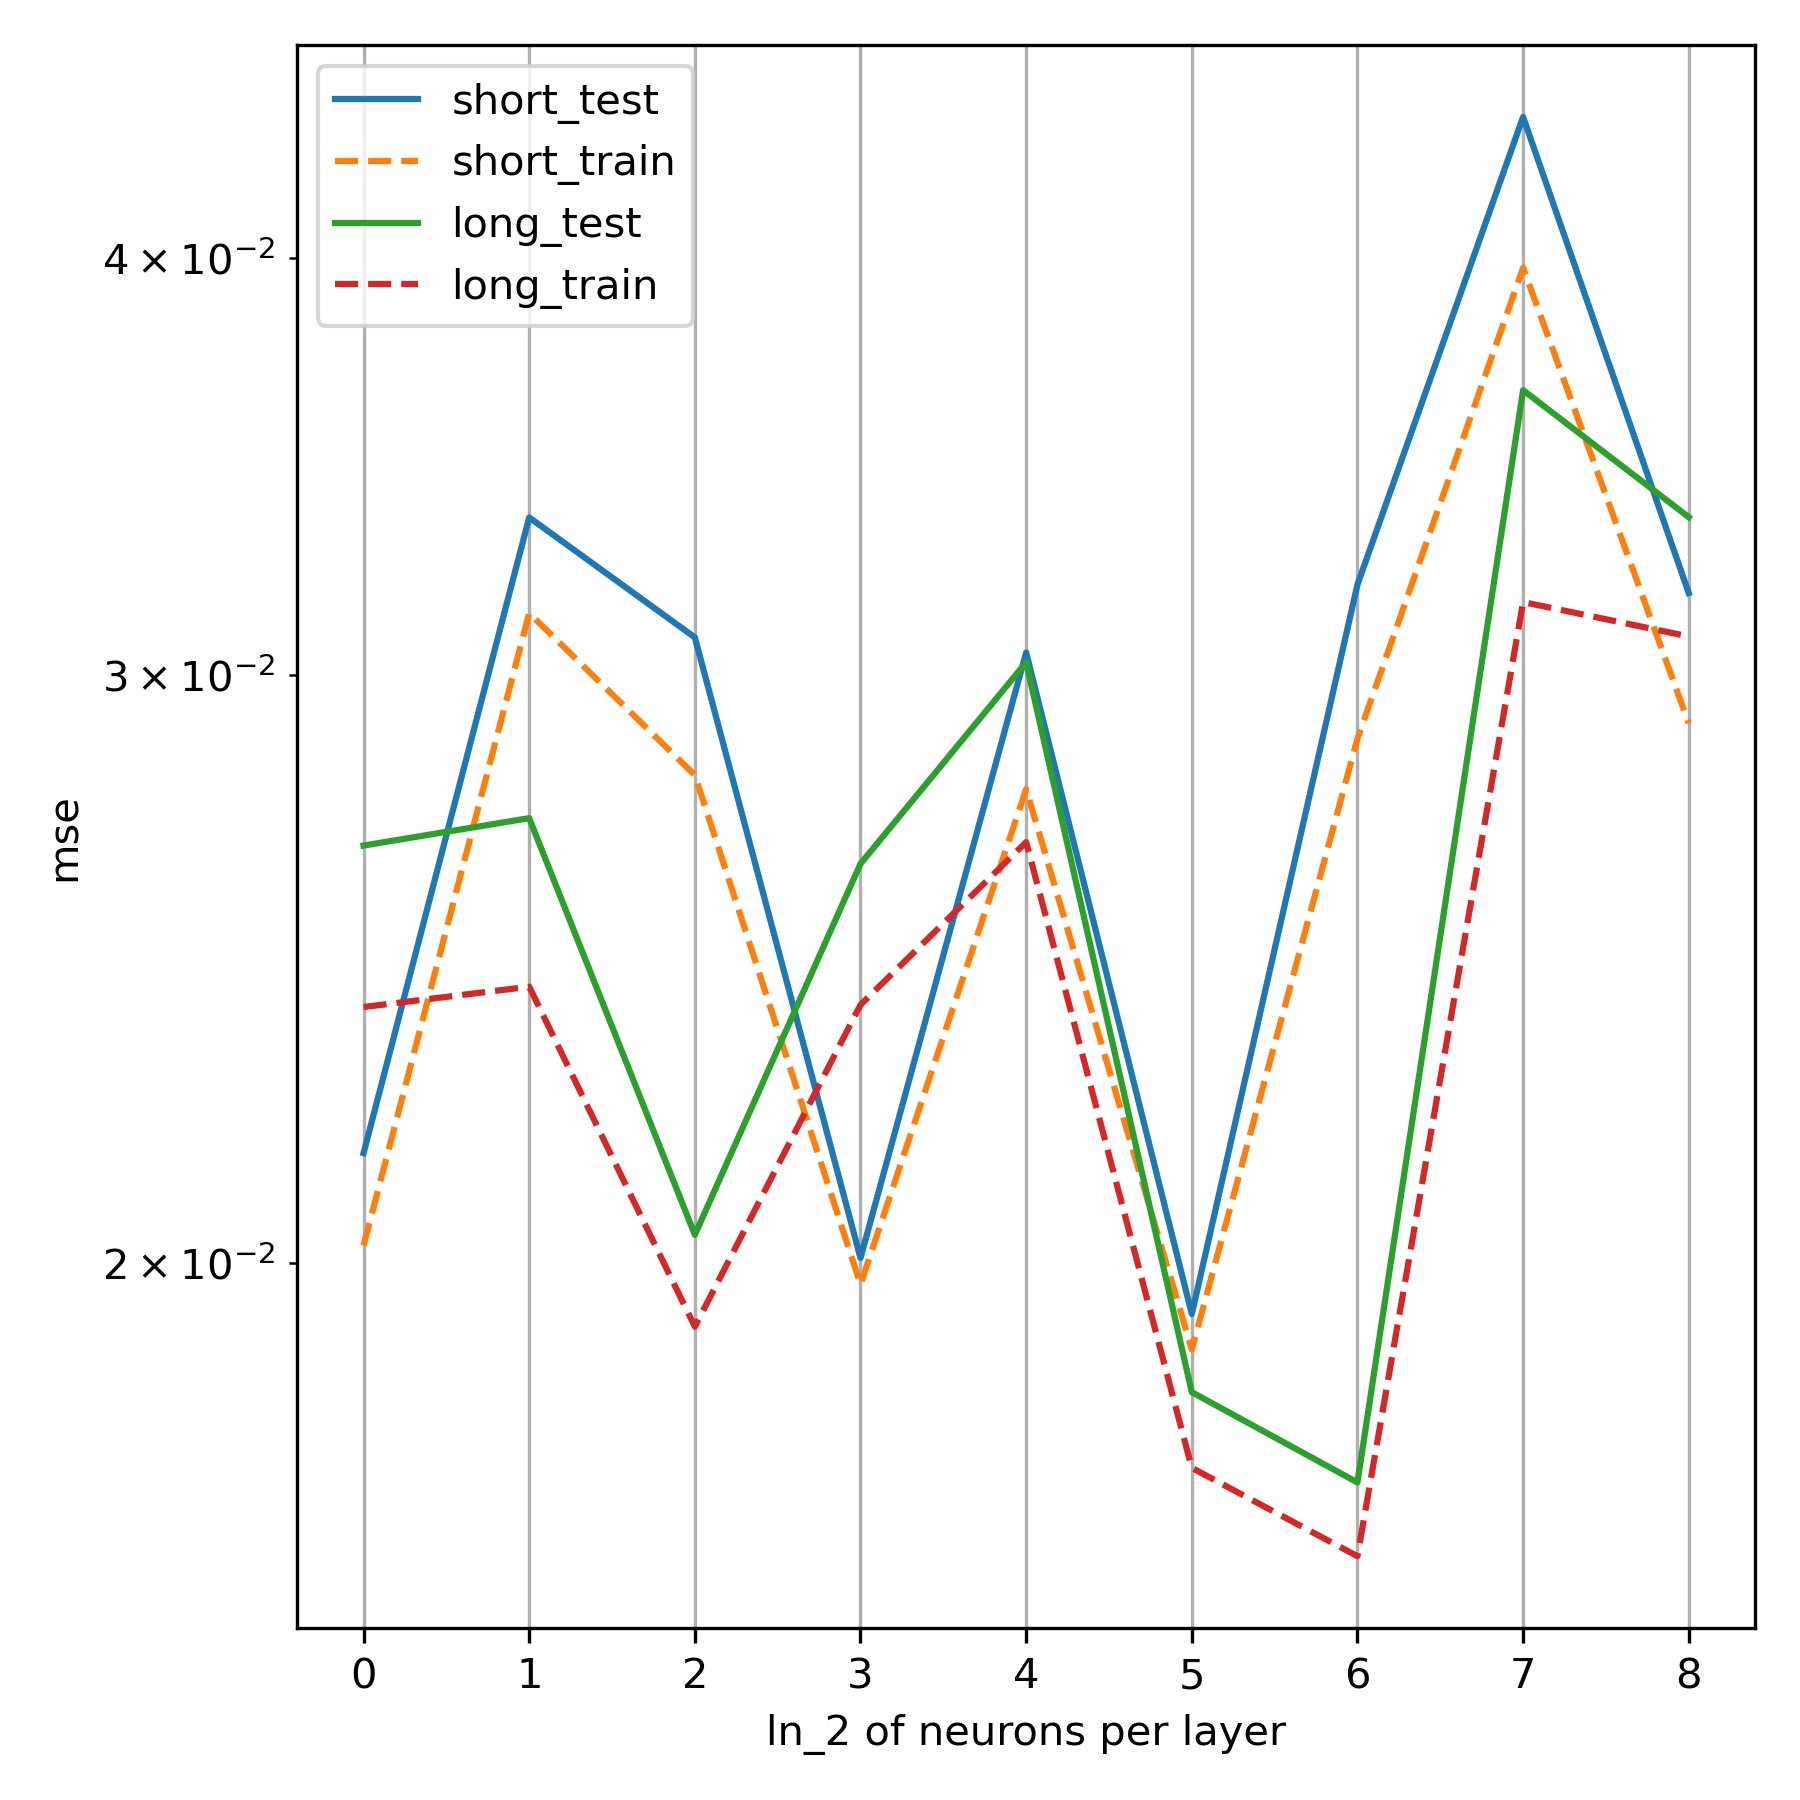 short_test
short_train
long_test
long_train
4 × 10⁻²
3 × 10⁻²
2 × 10⁻²
mse
0 1 2 3 4 5 6 7 8
ln_2 of neurons per layer